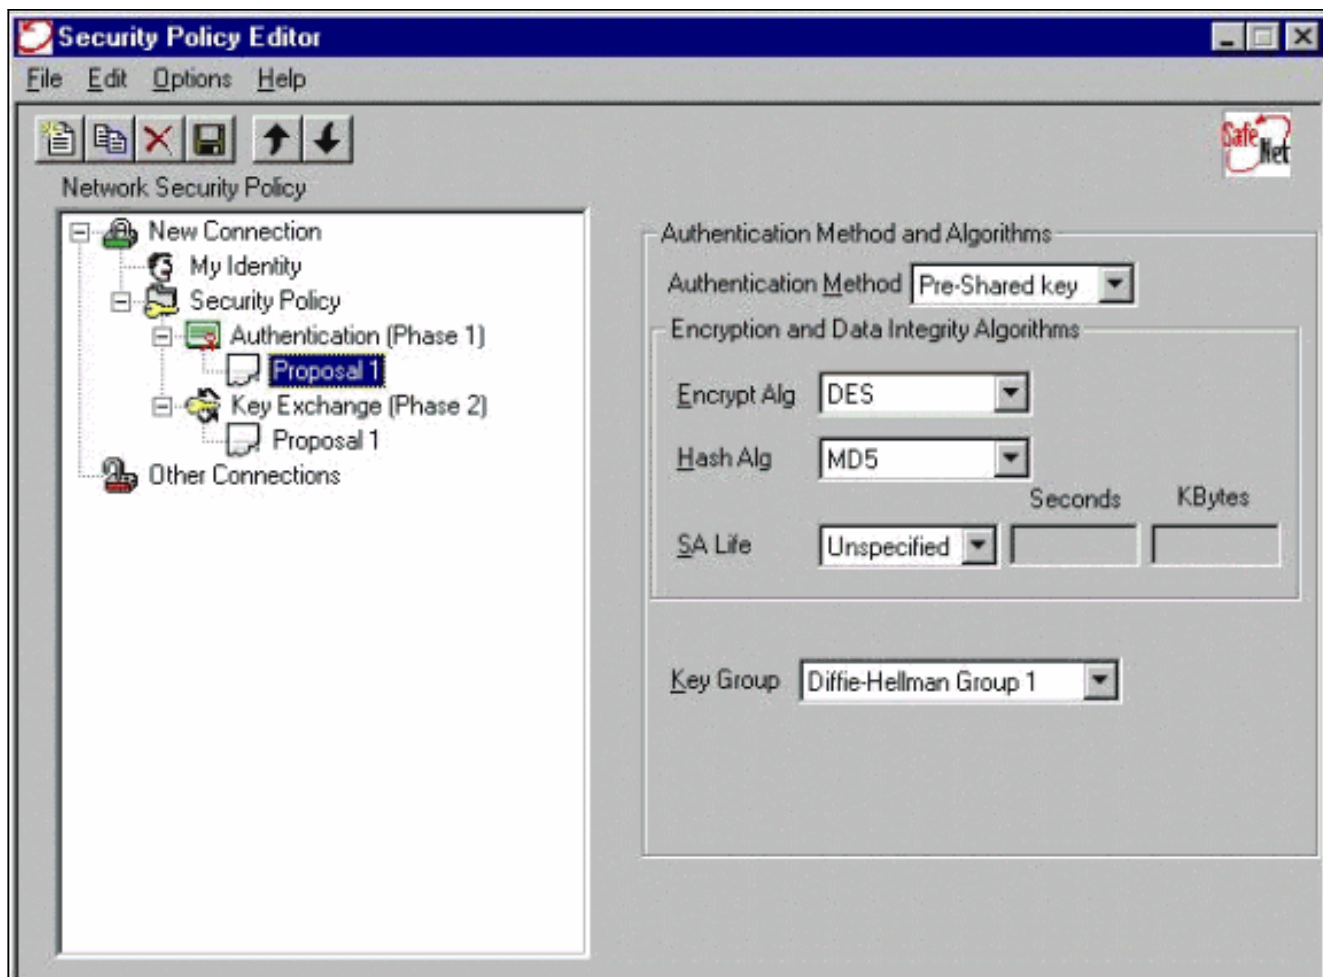 Security Policy Editor
File Edit Options Help
Safe Net
Network Security Policy
New Connection
My Identity
Security Policy
Authentication (Phase 1)
Proposal 1
Key Exchange (Phase 2)
Proposal 1
Other Connections
Authentication Method and Algorithms
Authentication Method Pre-Shared key
Encryption and Data Integrity Algorithms
Encrypt Alg DES
Hash Alg MD5
Seconds KBytes
SA Life Unspecified
Key Group Diffie-Hellman Group 1